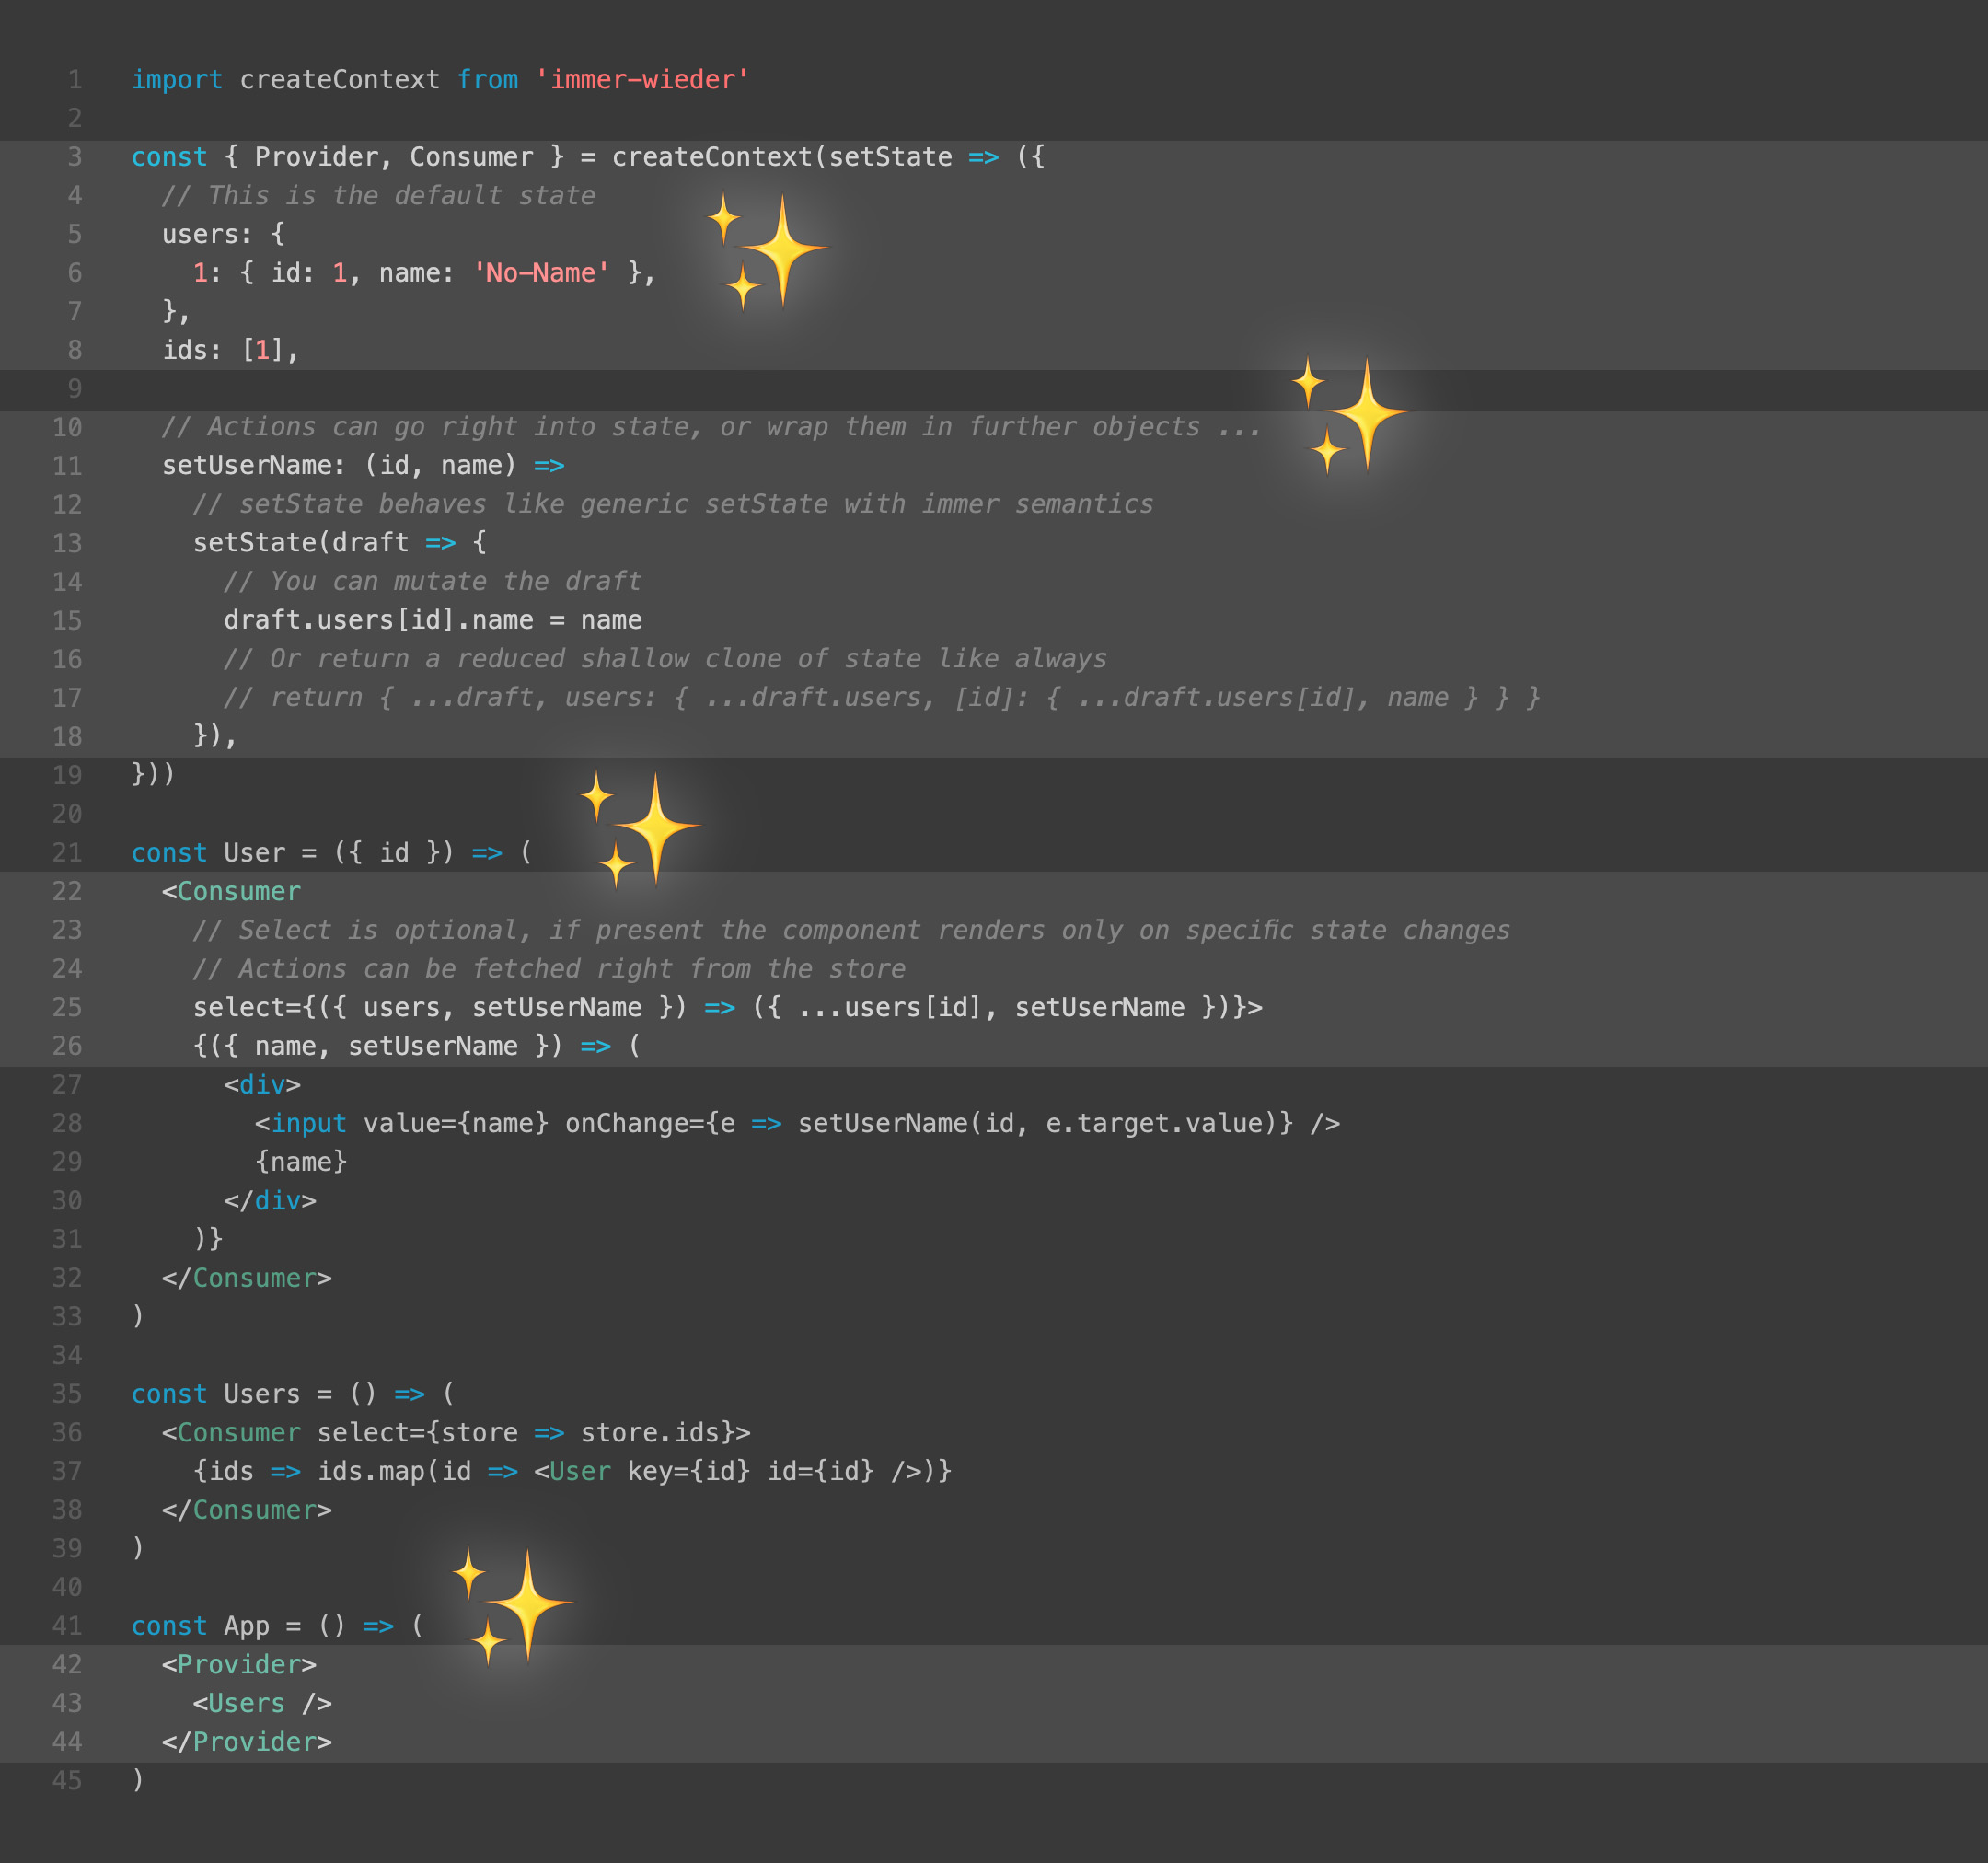 1 import createContext from 'immer-wieder'
2
3 const { Provider, Consumer } = createContext(setState => ({
4   // This is the default state
5   users: {
6     1: { id: 1, name: 'No-Name' },
7   },
8   ids: [1],
9
10   // Actions can go right into state, or wrap them in further objects ...
11   setUserName: (id, name) =>
12     // setState behaves like generic setState with immer semantics
13     setState(draft => {
14       // You can mutate the draft
15       draft.users[id].name = name
16       // Or return a reduced shallow clone of state like always
17       // return { ...draft, users: { ...draft.users, [id]: { ...draft.users[id], name } } }
18     }),
19 }))
20
21 const User = ({ id }) => (
22   <Consumer
23     // Select is optional, if present the component renders only on specific state changes
24     // Actions can be fetched right from the store
25     select={({ users, setUserName }) => ({ ...users[id], setUserName })}>
26     {({ name, setUserName }) => (
27       <div>
28         <input value={name} onChange={e => setUserName(id, e.target.value)} />
29         {name}
30       </div>
31     )}
32   </Consumer>
33 )
34
35 const Users = () => (
36   <Consumer select={store => store.ids}>
37     {ids => ids.map(id => <User key={id} id={id} />)}
38   </Consumer>
39 )
40
41 const App = () => (
42   <Provider>
43     <Users />
44   </Provider>
45 )